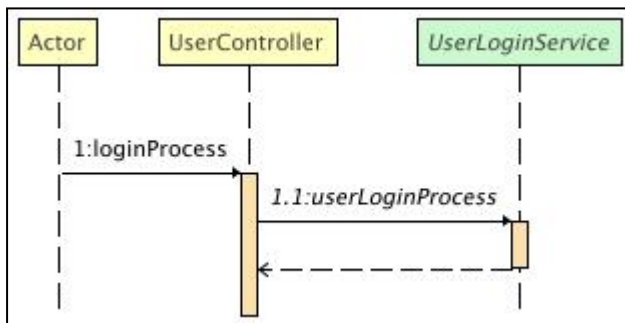 Actor
UserController
UserLoginService
1:loginProcess
1.1:userLoginProcess